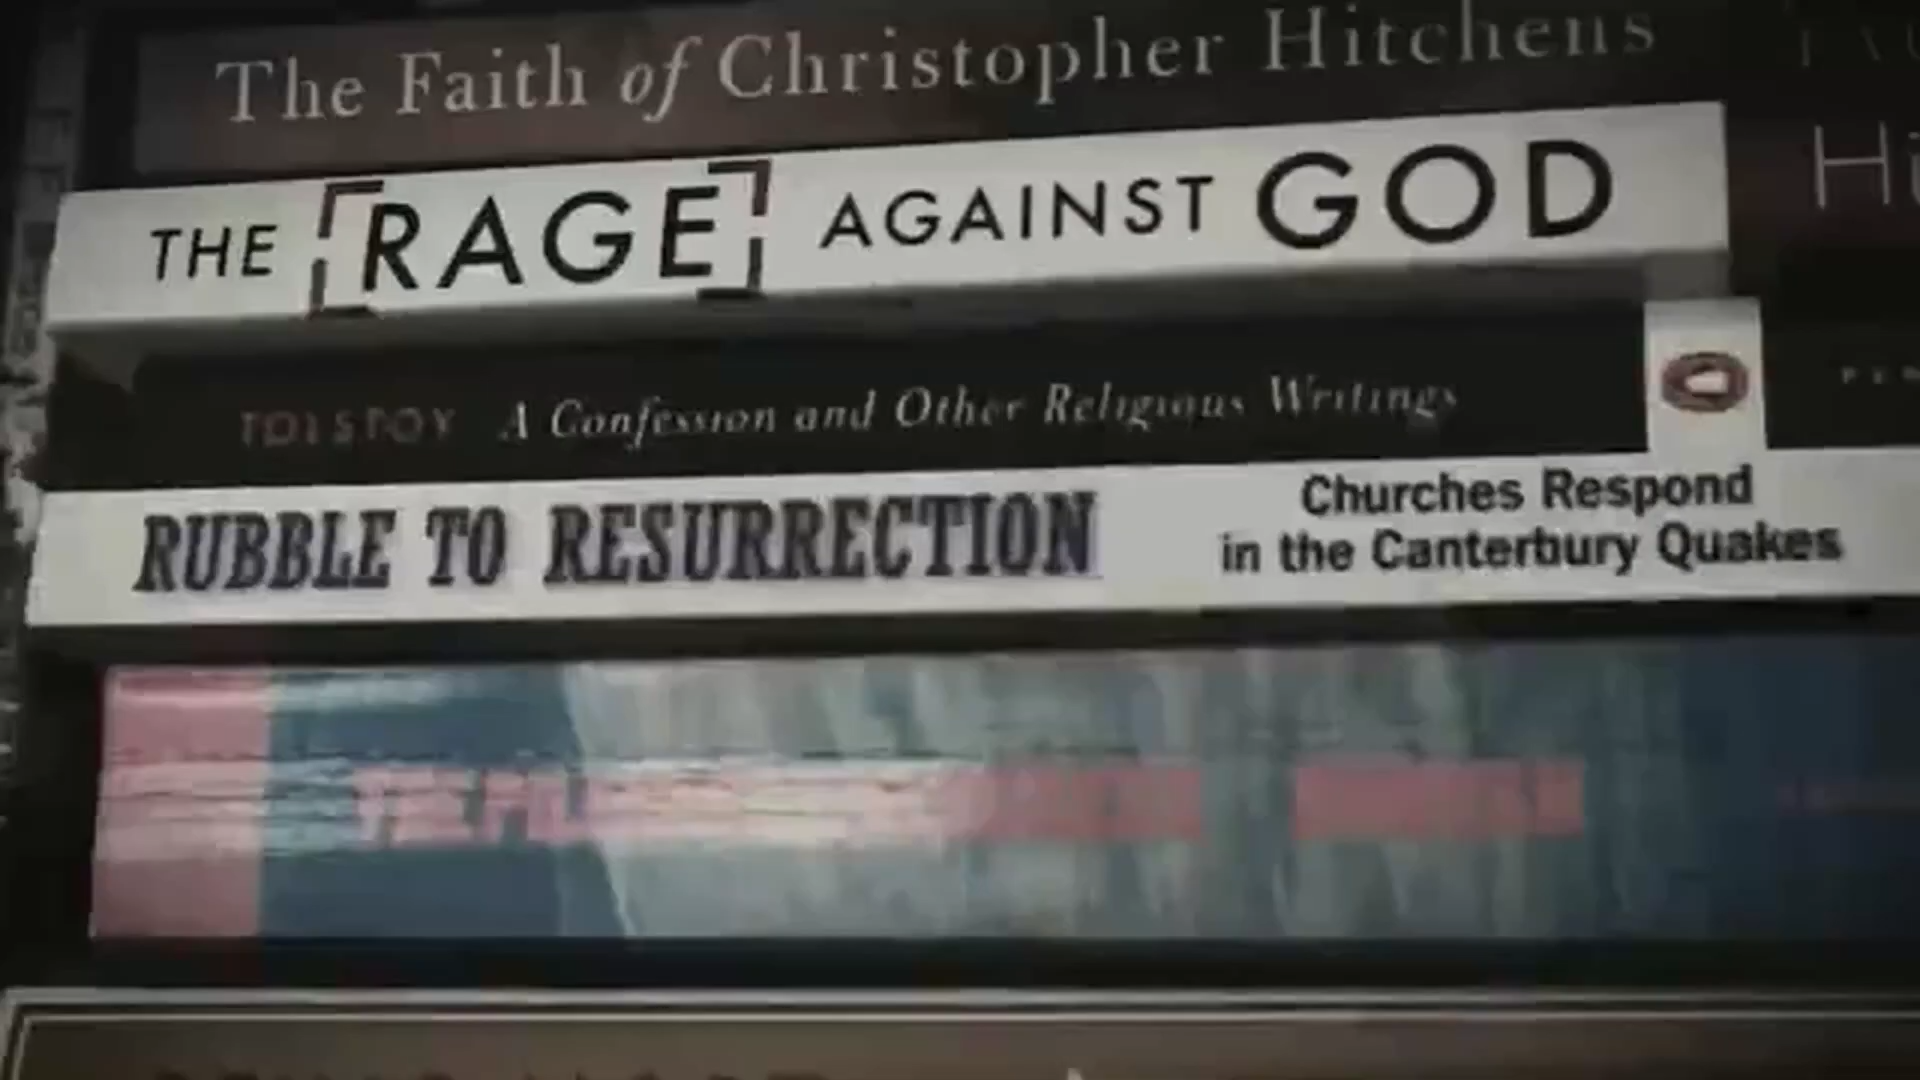 The Faith of Christopher Hitchens
THE [RAGE] AGAINST GOD
TOLSTOY A Confession and Other Religious Writings
RUBBLE TO RESURRECTION
Churches Respond
in the Canterbury Quakes